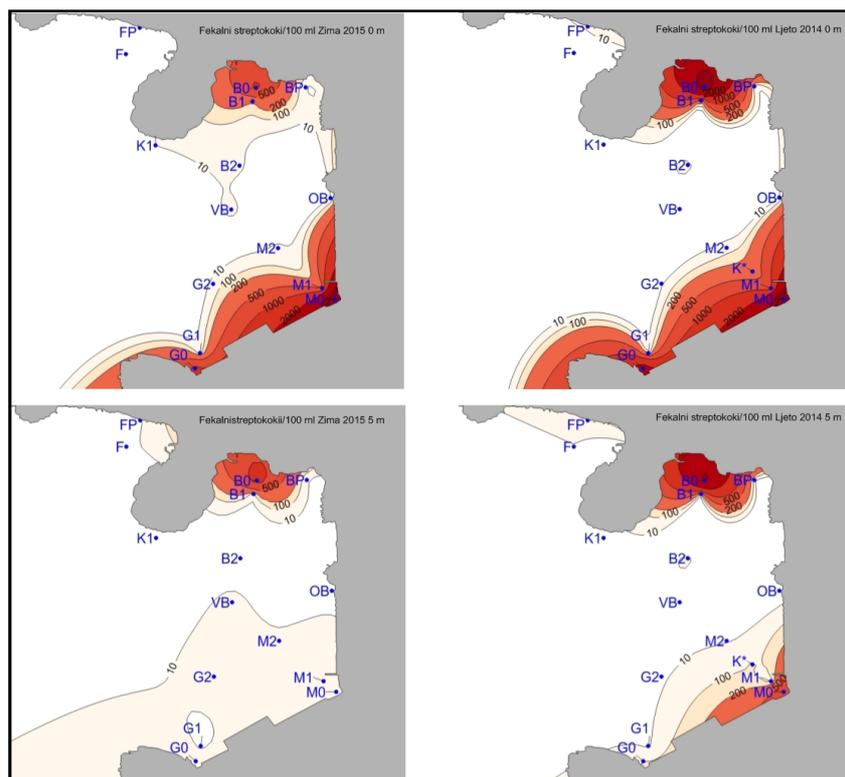 Fekalni streptokoki/100 ml Zima 2015 0 m
FP
F
B0
500
BP
B1
200
100
10
K1
10
B2
VB
OB
M2
10
G2
100
200
M1
500
M0
1000
2000
G1
G0
Fekalni streptokoki/100 ml Ljeto 2014 0 m
FP
10
F
B0
2000
BP
B1
1000
500
200
100
10
K1
B2
VB
OB
10
M2
K*
G2
M1
200
M0
500
1000
2000
10
100
G1
G0
Fekalnistreptokokii/100 ml Zima 2015 5 m
FP
F
B0
500
BP
B1
100
10
K1
B2
OB
VB
M2
10
G2
M1
M0
G1
G0
Fekalni streptokoki/100 ml Ljeto 2014 5 m
FP
F
B0
BP
B1
500
200
100
10
K1
B2
OB
VB
M2
10
K*
G2
100
M1
500
200
M0
G1
G0